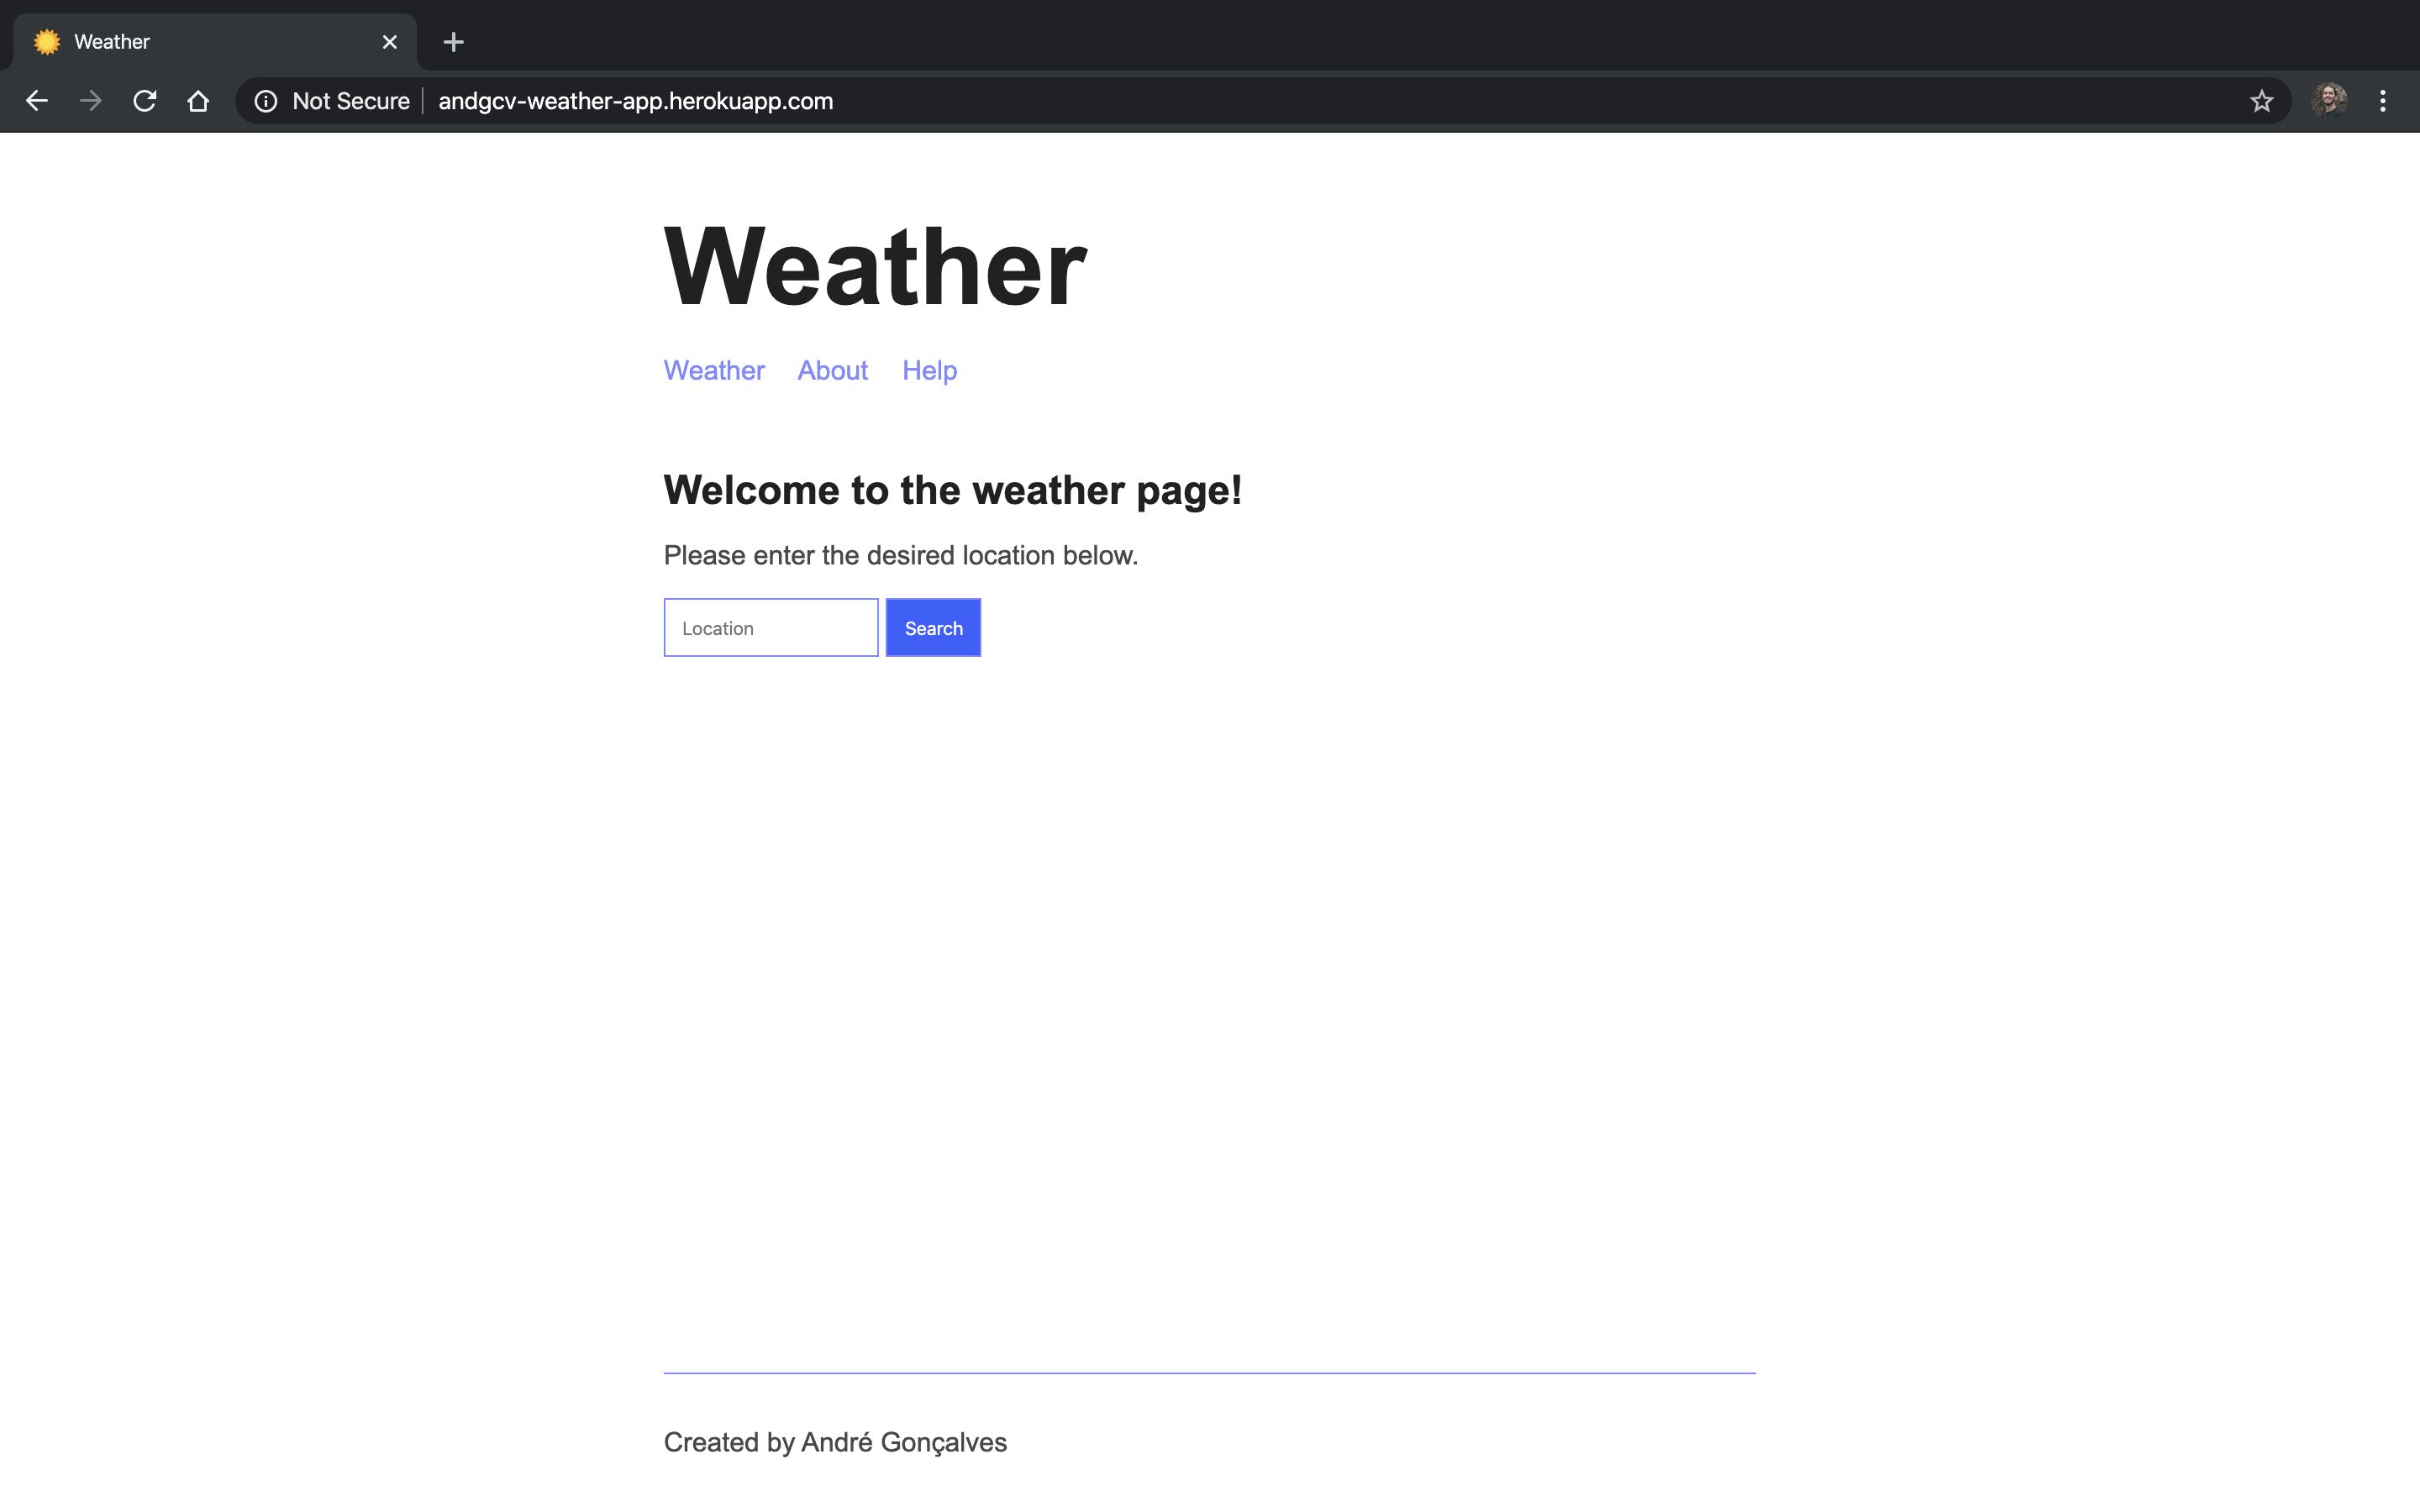 Weather
Not Secure andgcv-weather-app.herokuapp.com
Weather
Weather About Help
Welcome to the weather page!
Please enter the desired location below.
Location Search
Created by André Gonçalves